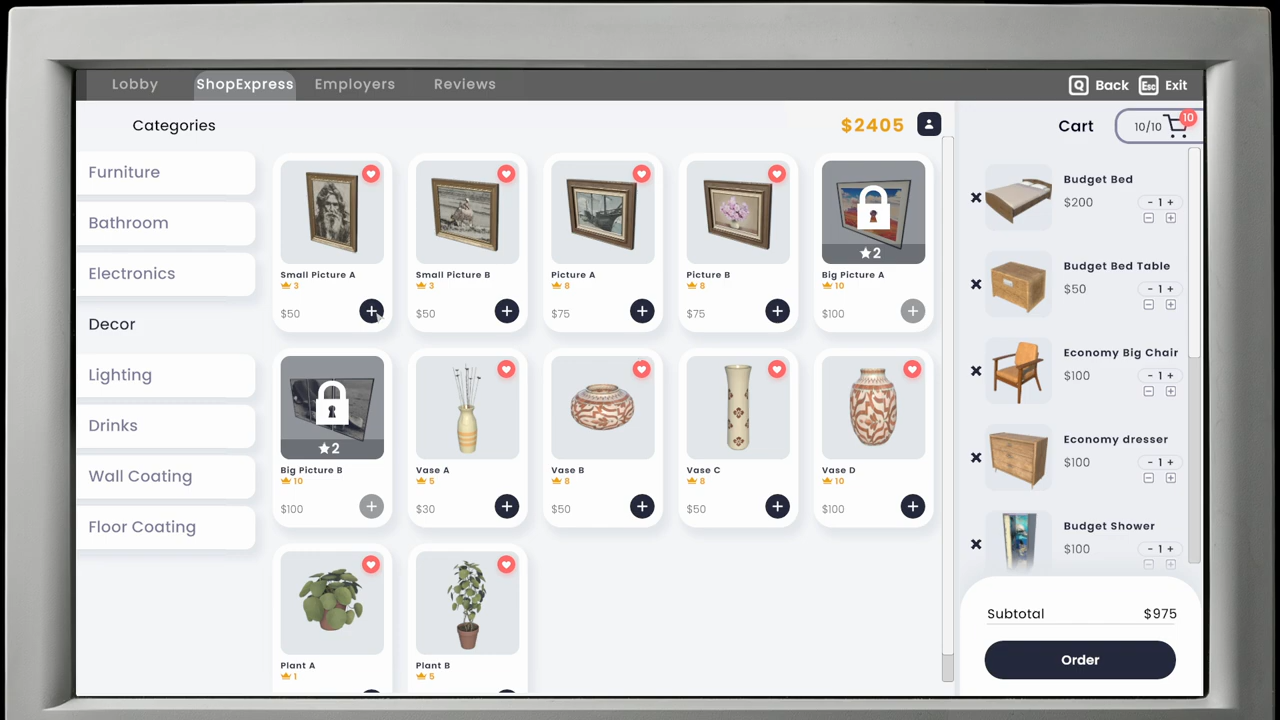 Lobby
ShopExpress
Employers
Reviews
Q Back Esc Exit
Categories
$2405
Cart
10/10
10
Furniture
Bathroom
Electronics
Decor
Lighting
Drinks
Wall Coating
Floor Coating
Small Picture A
3
$50
Small Picture B
3
$50
Picture A
8
$75
Picture B
8
$75
2
Big Picture A
10
$100
2
Big Picture B
10
$100
Vase A
5
$30
Vase B
8
$50
Vase C
8
$50
Vase D
10
$100
Plant A
1
Plant B
5
Budget Bed
$200
- 1 +
Budget Bed Table
$50
- 1 +
Economy Big Chair
$100
- 1 +
Economy dresser
$100
- 1 +
Budget Shower
$100
- 1 +
Subtotal $975
Order